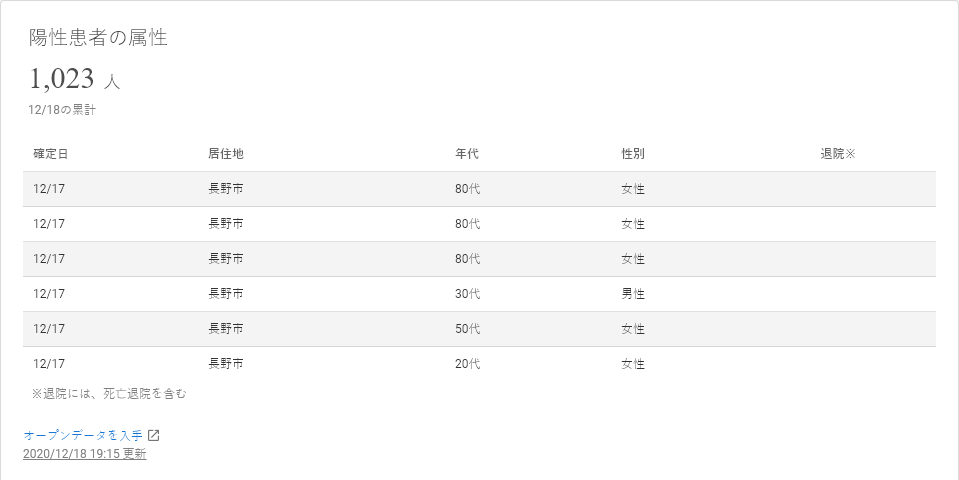 陽性患者の属性
1,023 人
12/18の累計
確定日 居住地 年代 性別 退院※
12/17 長野市 80代 女性
12/17 長野市 80代 女性
12/17 長野市 80代 女性
12/17 長野市 30代 男性
12/17 長野市 50代 女性
12/17 長野市 20代 女性
※退院には、死亡退院を含む
オープンデータを入手
2020/12/18 19:15 更新